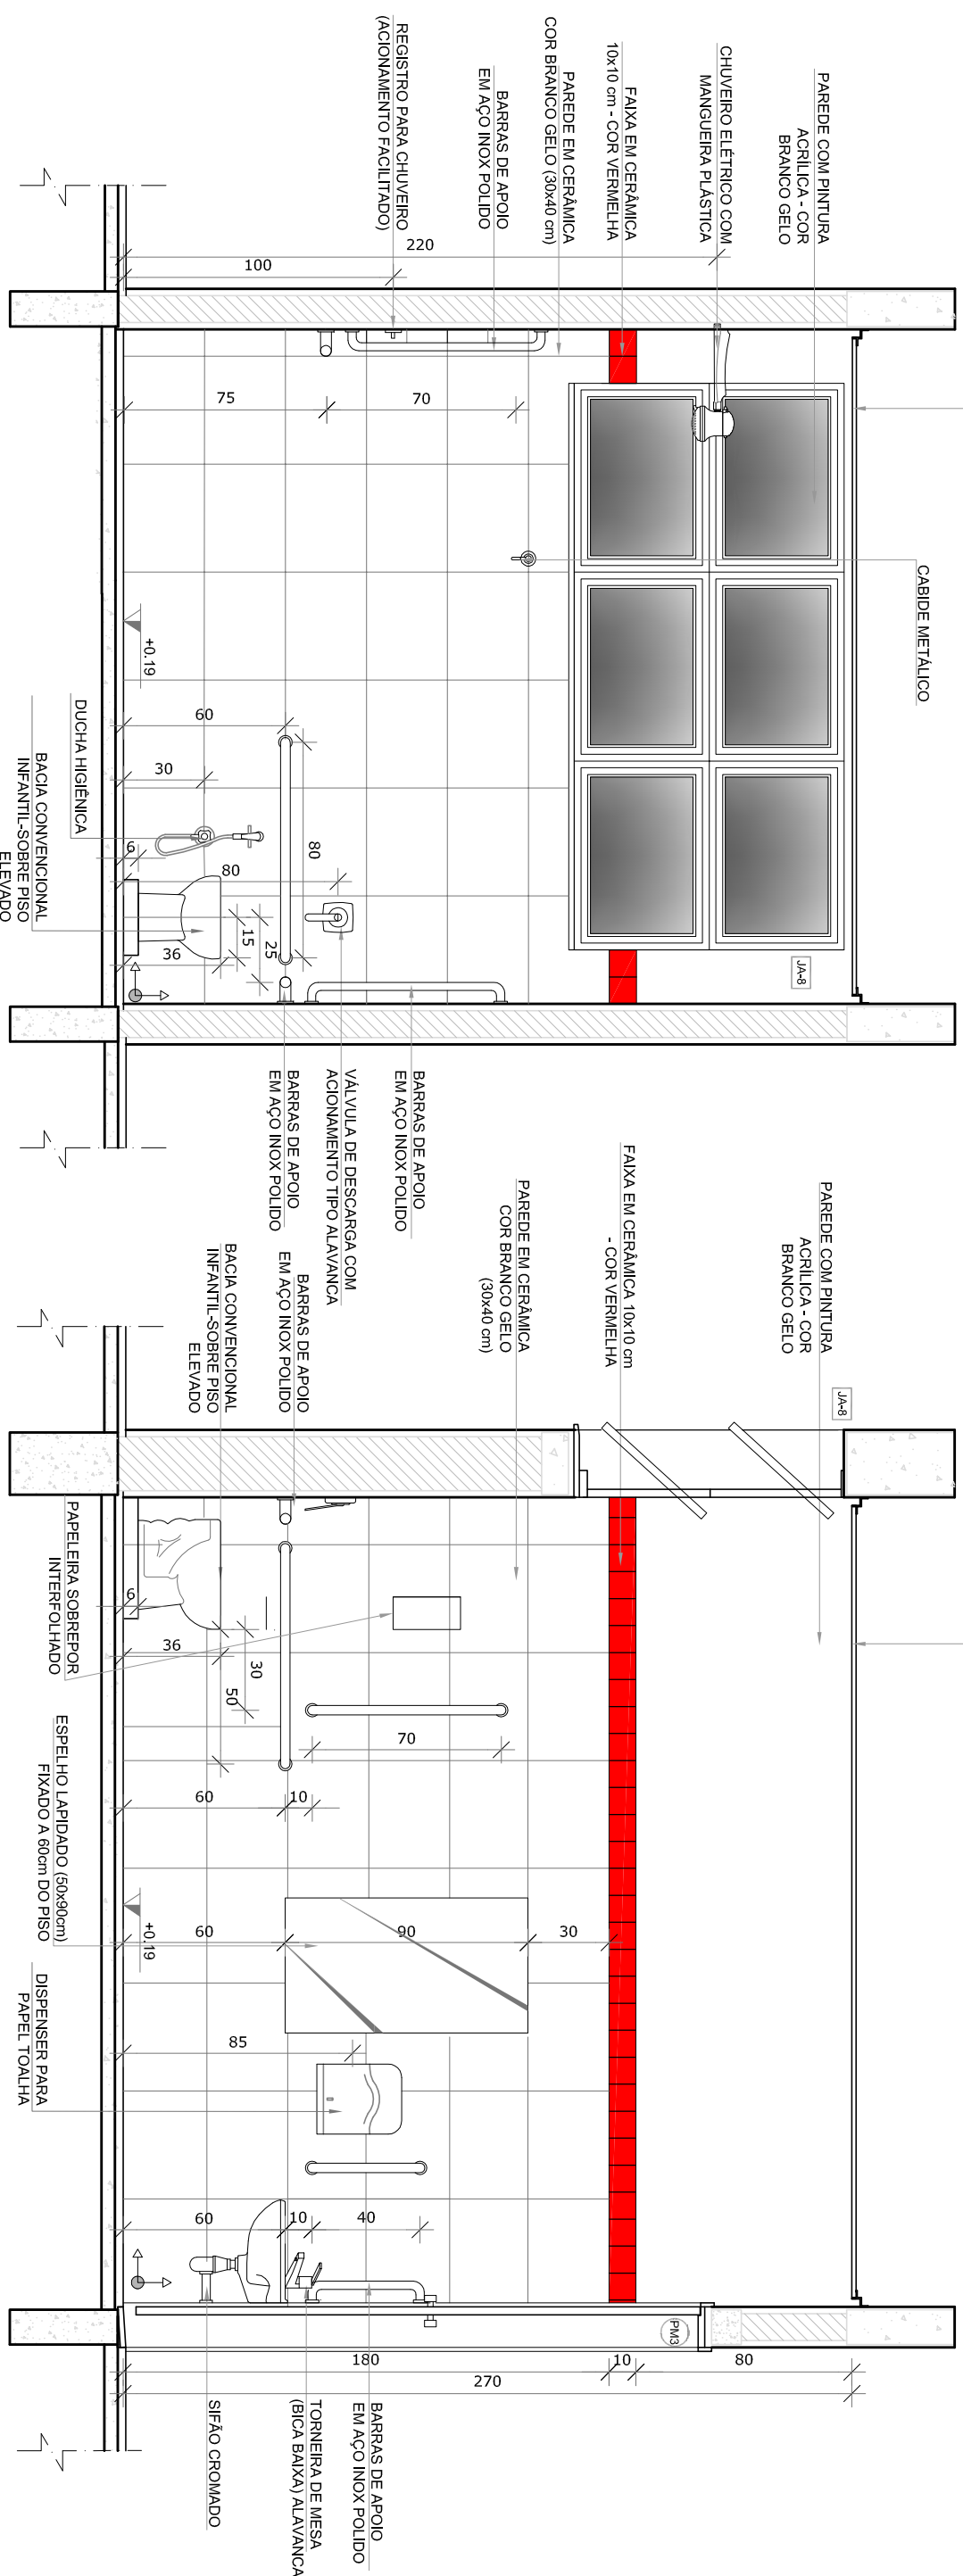 PAREDE COM PINTURA
ACRÍLICA - COR
BRANCO GELO
CHUVEIRO ELÉTRICO COM
MANGUEIRA PLÁSTICA
FAIXA EM CERÂMICA
10x10 cm - COR VERMELHA
PAREDE EM CERÂMICA
COR BRANCO GELO (30x40 cm)
BARRAS DE APOIO
EM AÇO INOX POLIDO
REGISTRO PARA CHUVEIRO
(ACIONAMENTO FACILITADO)
220
100
75
70
CABIDE METÁLICO
+0.19
60
30
6
80
80
15
25
36
JA-8
DUCHA HIGIÊNICA
BACIA CONVENCIONAL
INFANTIL-SOBRE PISO
ELEVADO
BARRAS DE APOIO
EM AÇO INOX POLIDO
VÁLVULA DE DESCARGA COM
ACIONAMENTO TIPO ALAVANCA
BARRAS DE APOIO
EM AÇO INOX POLIDO
PAREDE COM PINTURA
ACRÍLICA - COR
BRANCO GELO
FAIXA EM CERÂMICA 10x10 cm
- COR VERMELHA
PAREDE EM CERÂMICA
COR BRANCO GELO
(30x40 cm)
BARRAS DE APOIO
EM AÇO INOX POLIDO
BACIA CONVENCIONAL
INFANTIL-SOBRE PISO
ELEVADO
JA-8
6
36
30
50
70
60
10
PAPELEIRA SOBREPOR
INTERFOLHADO
+0.19
60
90
30
ESPELHO LAPIDADO (50x90cm)
FIXADO A 60cm DO PISO
85
DISPENSER PARA
PAPEL TOALHA
60
10
40
PM3
180
10
80
270
BARRAS DE APOIO
EM AÇO INOX POLIDO
TORNEIRA DE MESA
(BICA BAIXA) ALAVANCA
SIFÃO CROMADO